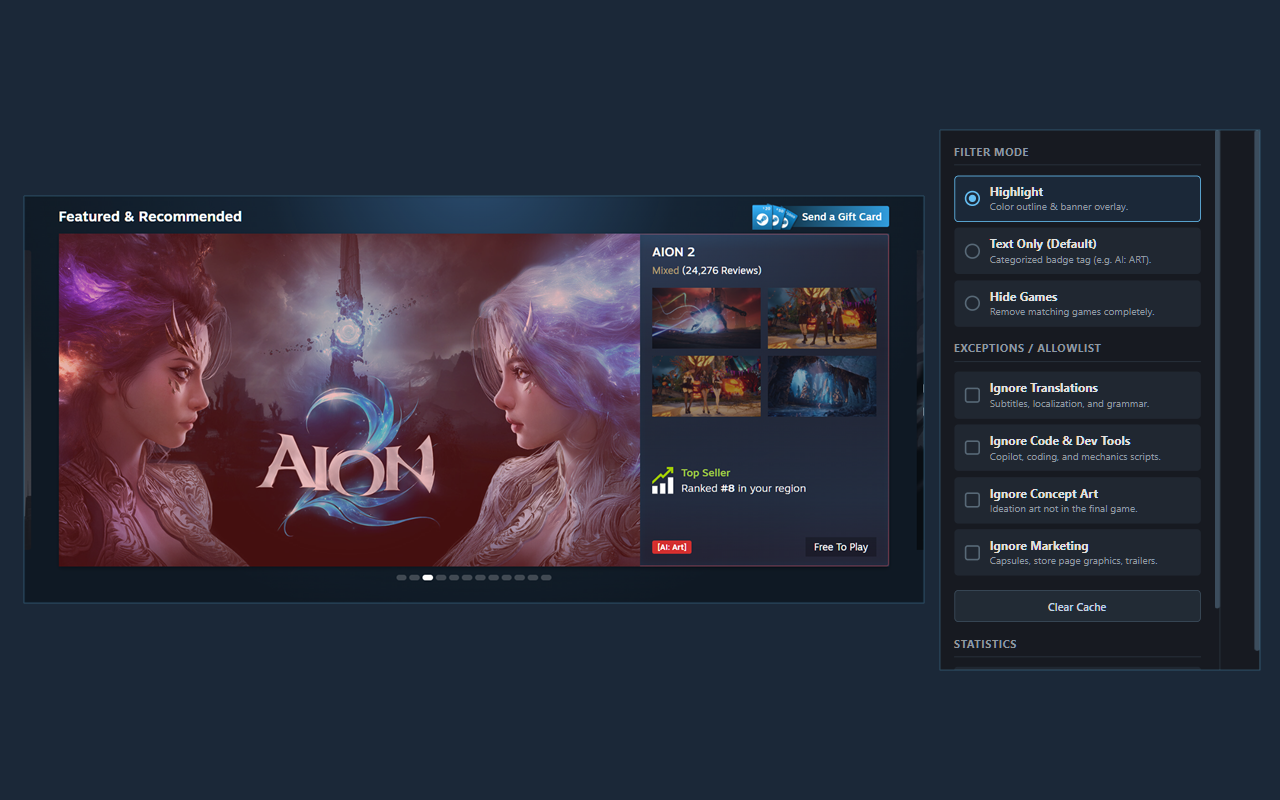 Featured & Recommended
Send a Gift Card
AION 2
AION 2
Mixed (24,276 Reviews)
Top Seller
Ranked #8 in your region
[AI: Art]
Free To Play
FILTER MODE
Highlight
Color outline & banner overlay.
Text Only (Default)
Categorized badge tag (e.g. AI: ART).
Hide Games
Remove matching games completely.
EXCEPTIONS / ALLOWLIST
Ignore Translations
Subtitles, localization, and grammar.
Ignore Code & Dev Tools
Copilot, coding, and mechanics scripts.
Ignore Concept Art
Ideation art not in the final game.
Ignore Marketing
Capsules, store page graphics, trailers.
Clear Cache
STATISTICS